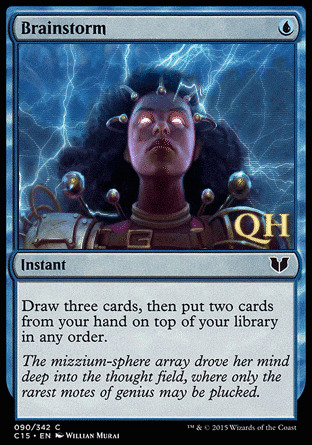 Brainstorm
QH
Instant
Draw three cards, then put two cards
from your hand on top of your library
in any order.
The mizzium-sphere array drove her mind
deep into the thought field, where only the
rarest motes of genius may be plucked.
090/342 C
C15 • EN Willian Murai
™ & © 2015 Wizards of the Coast